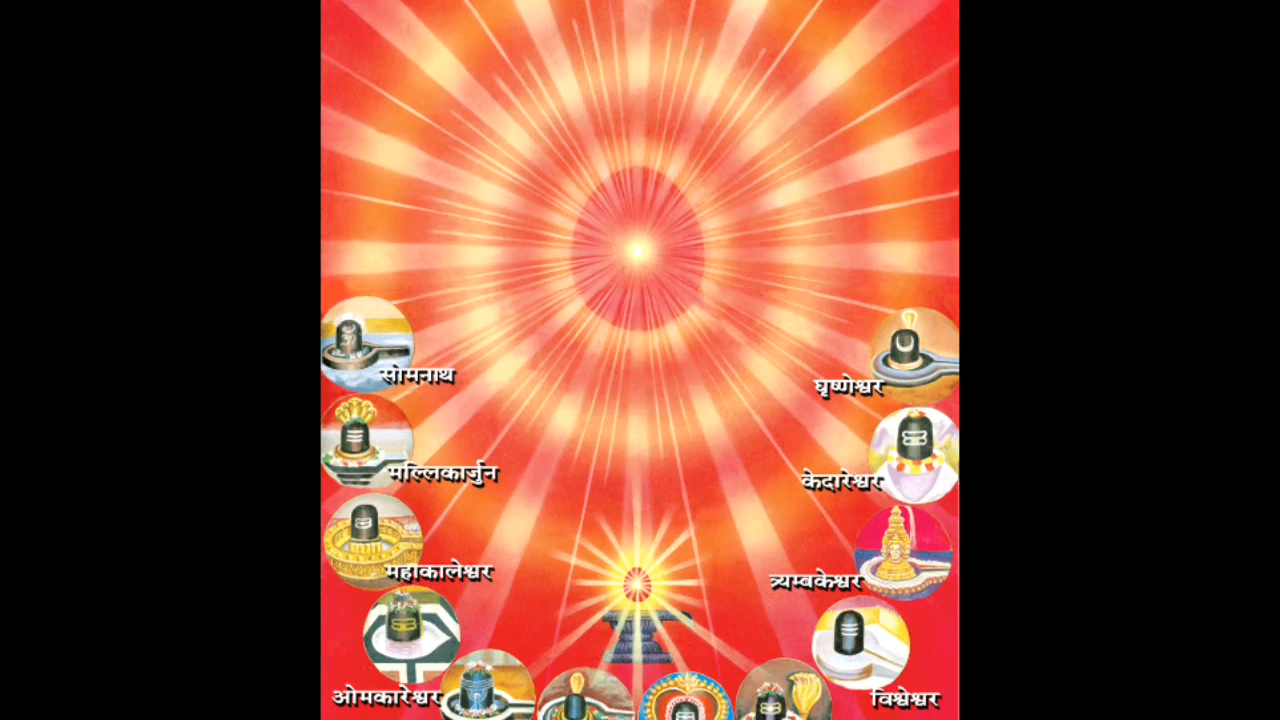 सोमनाथ
घृष्णेश्वर
मल्लिकार्जुन
केदारेश्वर
महाकालेश्वर
त्र्यम्बकेश्वर
ओमकारेश्वर
विश्वेश्वर